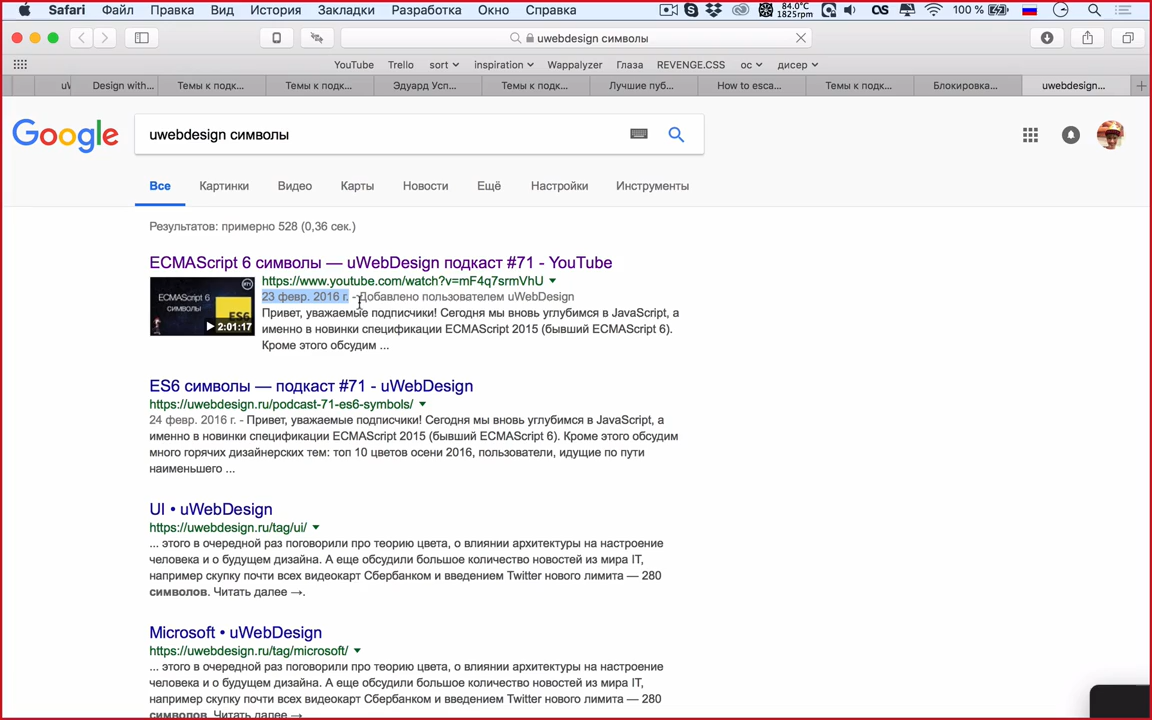 Safari Файл Правка Вид История Закладки Разработка Окно Справка 84.0°C 1825rpm 100 %
uwebdesign символы
YouTube Trello sort inspiration Wappalyzer Глаза REVENGE.CSS ос дисер
Design with... Темы к подк... Темы к подк... Эдуард Усп... Темы к подк... Лучшие пуб... How to esca... Темы к подк... Блокировка... uwebdesign...
Google uwebdesign символы
Все Картинки Видео Карты Новости Ещё Настройки Инструменты
Результатов: примерно 528 (0,36 сек.)
ECMAScript 6 символы — uWebDesign подкаст #71 - YouTube
https://www.youtube.com/watch?v=mF4q7srmVhU
ECMAScript 6
символы
ES6
2:01:17
23 февр. 2016 г. - Добавлено пользователем uWebDesign
Привет, уважаемые подписчики! Сегодня мы вновь углубимся в JavaScript, а
именно в новинки спецификации ECMAScript 2015 (бывший ECMAScript 6).
Кроме этого обсудим ...
ES6 символы — подкаст #71 - uWebDesign
https://uwebdesign.ru/podcast-71-es6-symbols/
24 февр. 2016 г. - Привет, уважаемые подписчики! Сегодня мы вновь углубимся в JavaScript, а
именно в новинки спецификации ECMAScript 2015 (бывший ECMAScript 6). Кроме этого обсудим
много горячих дизайнерских тем: топ 10 цветов осени 2016, пользователи, идущие по пути
наименьшего ...
UI • uWebDesign
https://uwebdesign.ru/tag/ui/
... этого в очередной раз поговорили про теорию цвета, о влиянии архитектуры на настроение
человека и о будущем дизайна. А еще обсудили большое количество новостей из мира IT,
например скупку почти всех видеокарт Сбербанком и введением Twitter нового лимита — 280
символов. Читать далее →.
Microsoft • uWebDesign
https://uwebdesign.ru/tag/microsoft/
... этого в очередной раз поговорили про теорию цвета, о влиянии архитектуры на настроение
человека и о будущем дизайна. А еще обсудили большое количество новостей из мира IT,
например скупку почти всех видеокарт Сбербанком и введением Twitter нового лимита — 280
символов. Читать далее →